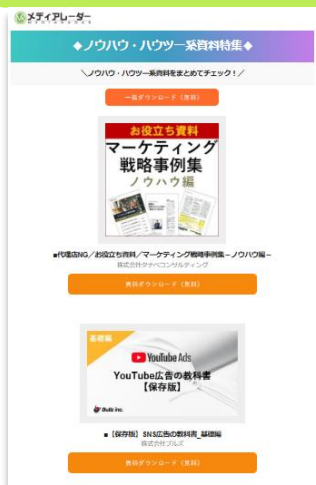 メディアレーダー
◆ノウハウ・ハウツー系資料特集◆
＼ノウハウ・ハウツー系資料をまとめてチェック！／
一括ダウンロード（無料）
お役立ち資料
マーケティング
戦略事例集
ノウハウ編
■代理店NG／お役立ち資料／マーケティング戦略事例集－ノウハウ編－
株式会社タナベコンサルティング
資料ダウンロード（無料）
基礎編
YouTube Ads
YouTube広告の教科書
【保存版】
Bulls inc.
■【保存版】SNS広告の教科書_基礎編
株式会社ブルズ
資料ダウンロード（無料）